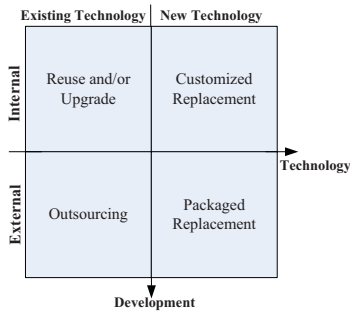 Existing Technology
New Technology
Internal
Reuse and/or
Upgrade
Customized
Replacement
Technology
External
Outsourcing
Packaged
Replacement
Development